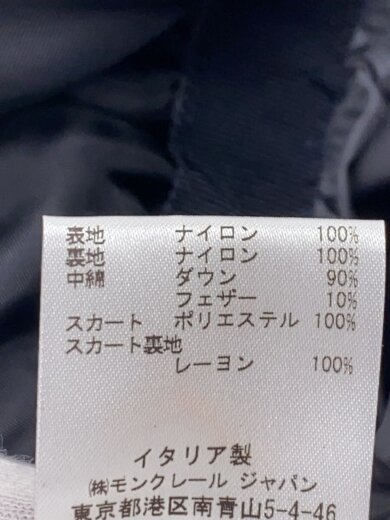 表地 ナイロン 100%
裏地 ナイロン 100%
中綿 ダウン 90%
フェザー 10%
スカート ポリエステル 100%
スカート裏地
レーヨン 100%
イタリア製
㈱モンクレール ジャパン
東京都港区南青山5-4-46